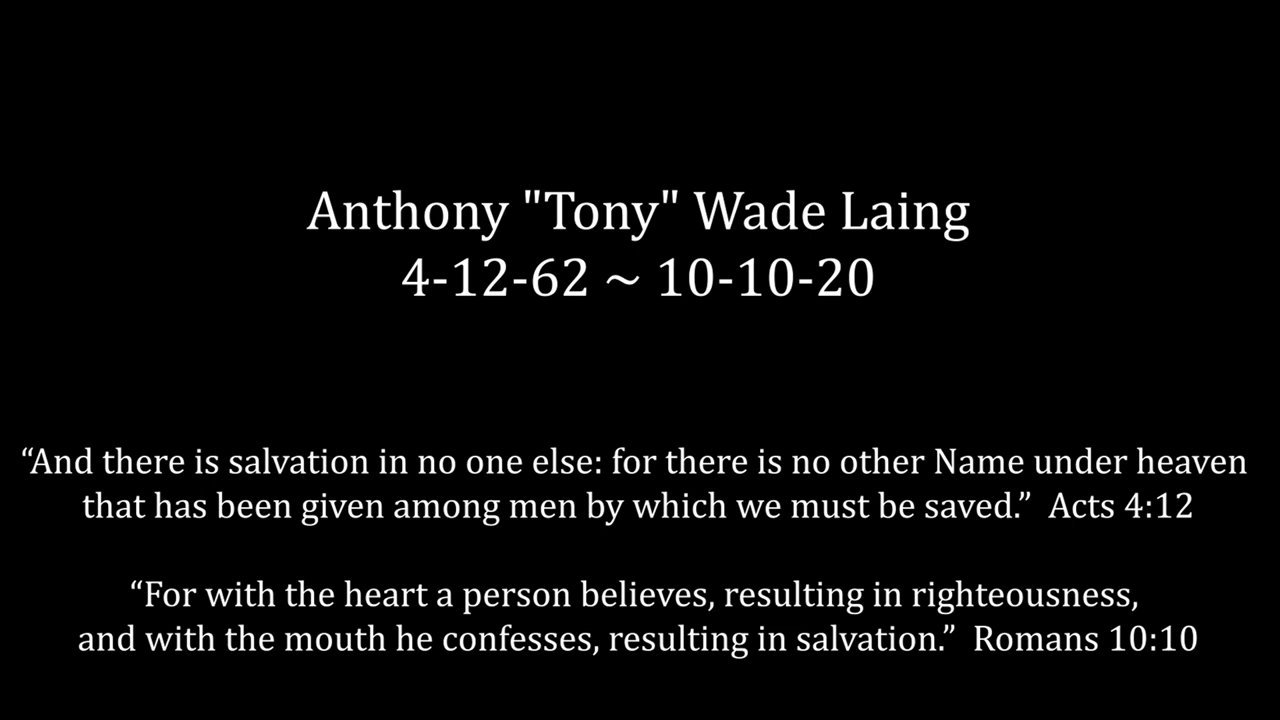 Anthony "Tony" Wade Laing
4-12-62 ~ 10-10-20
“And there is salvation in no one else: for there is no other Name under heaven
that has been given among men by which we must be saved.”  Acts 4:12
“For with the heart a person believes, resulting in righteousness,
and with the mouth he confesses, resulting in salvation.”  Romans 10:10